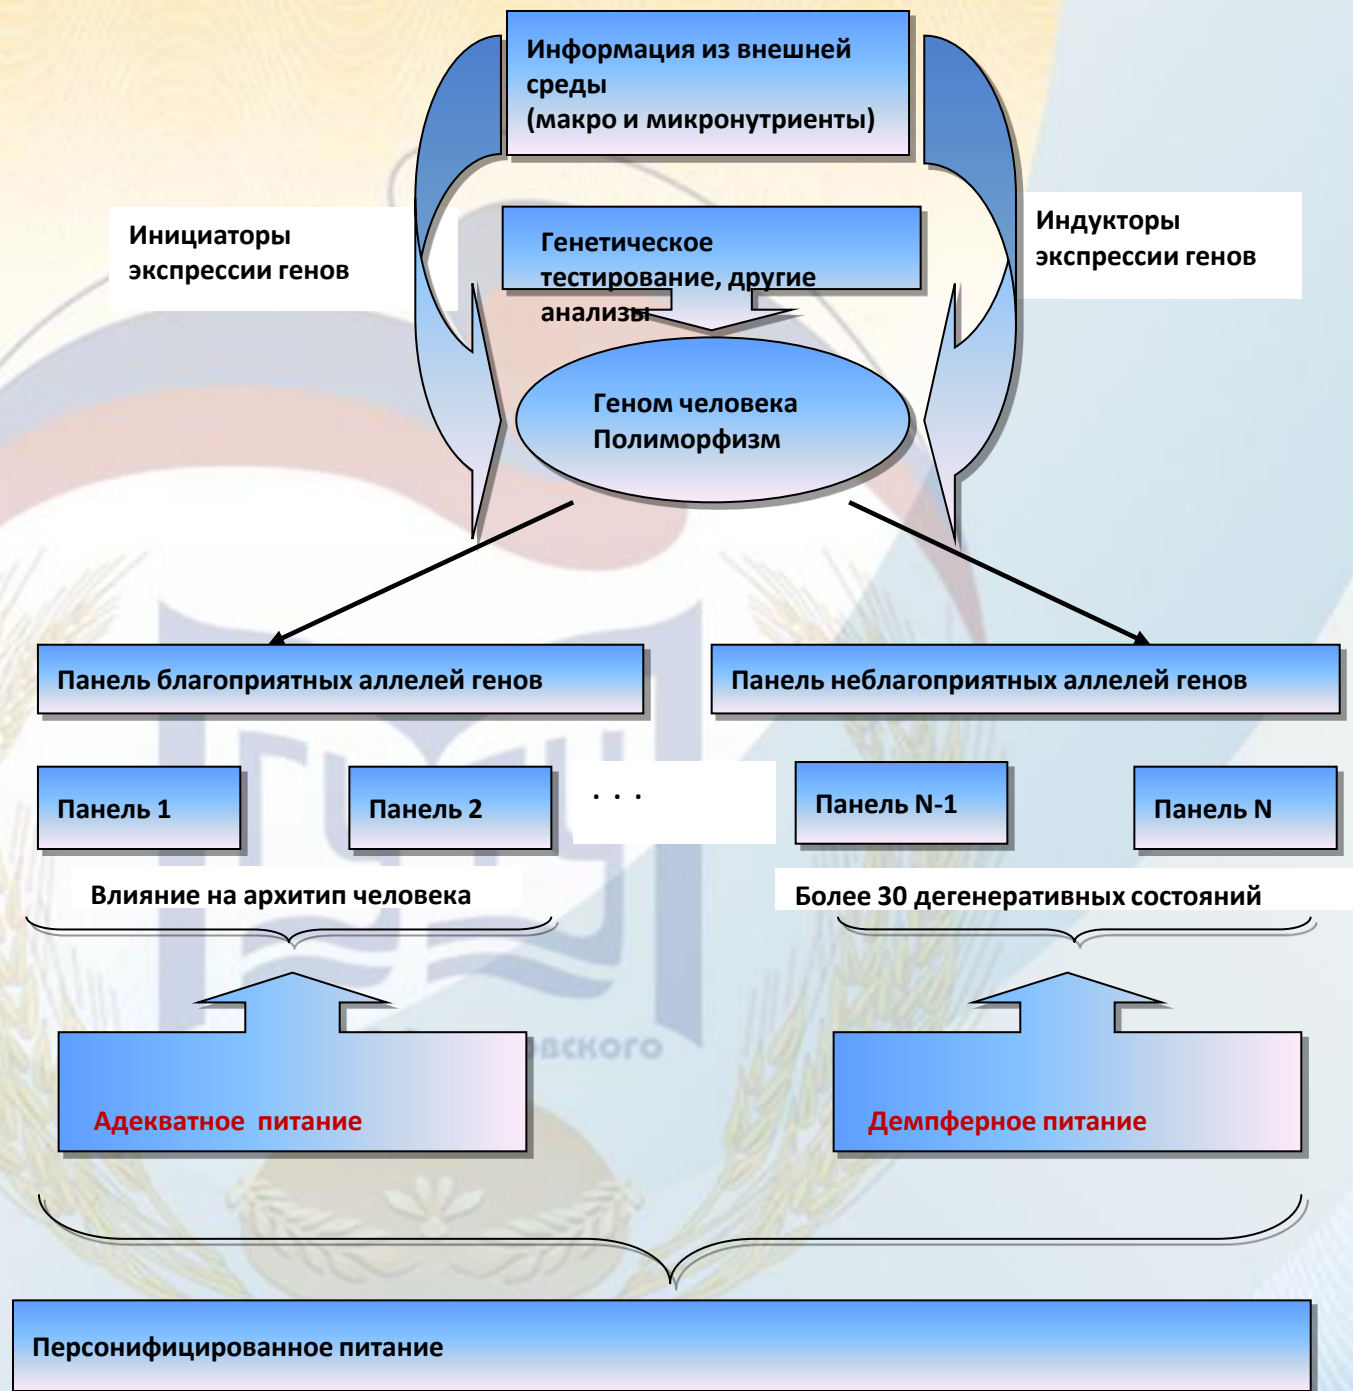 Информация из внешней
среды
(макро и микронутриенты)
Инициаторы
экспрессии генов
Генетическое
тестирование, другие
анализы
Индукторы
экспрессии генов
Геном человека
Полиморфизм
Панель благоприятных аллелей генов
Панель неблагоприятных аллелей генов
Панель 1
Панель 2
. . .
Панель N-1
Панель N
Влияние на архитип человека
Более 30 дегенеративных состояний
Адекватное питание
Демпферное питание
Персонифицированное питание